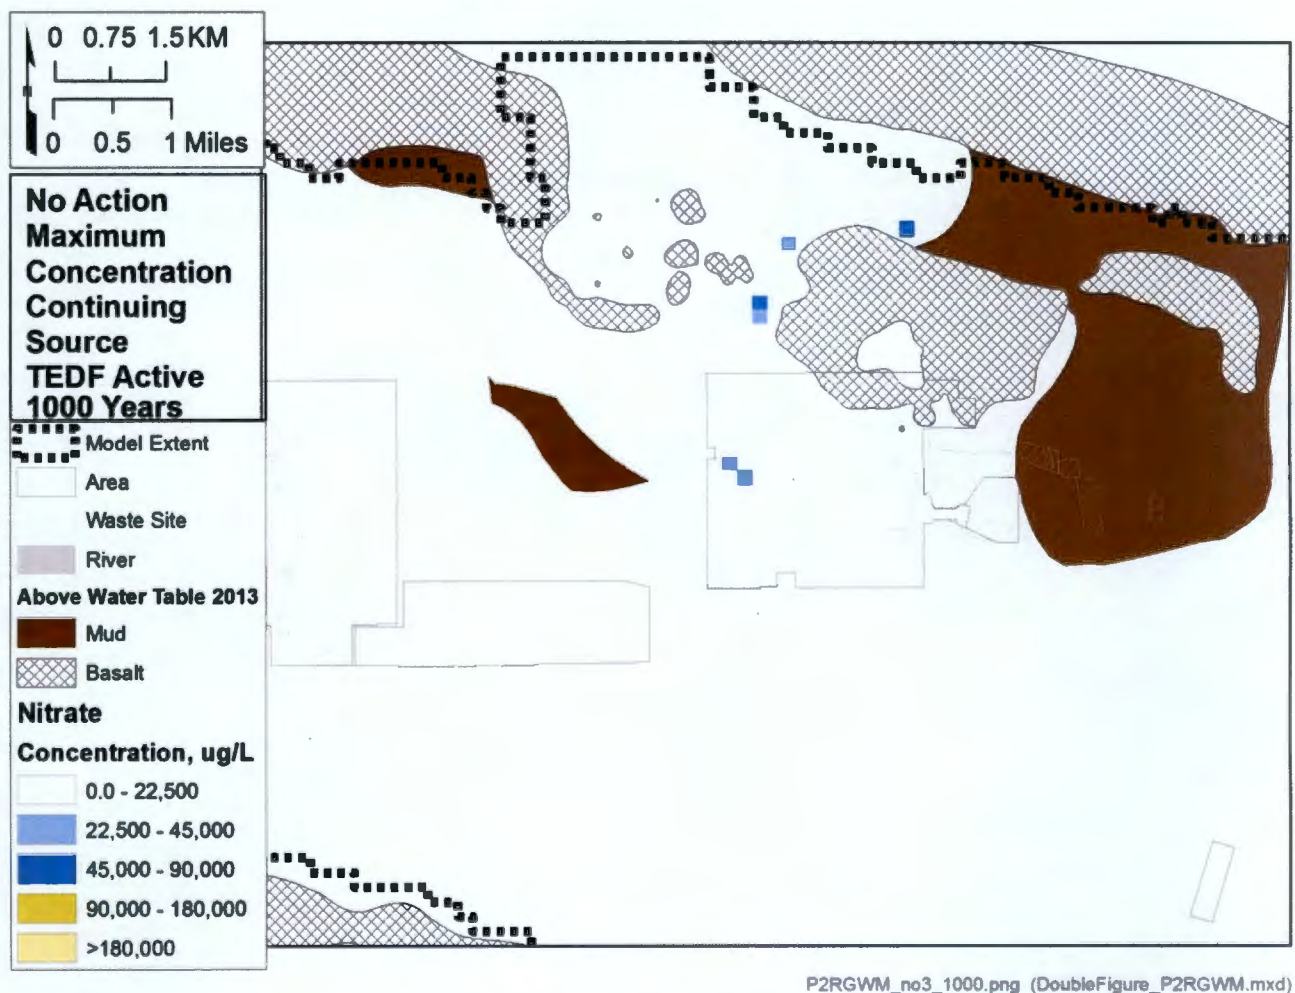 0 0.75 1.5 KM
0 0.5 1 Miles
No Action
Maximum
Concentration
Continuing
Source
TEDF Active
1000 Years
Model Extent
Area
Waste Site
River
Above Water Table 2013
Mud
Basalt
Nitrate
Concentration, ug/L
0.0 - 22,500
22,500 - 45,000
45,000 - 90,000
90,000 - 180,000
>180,000
P2RGWM_no3_1000.png (DoubleFigure_P2RGWM.mxd)